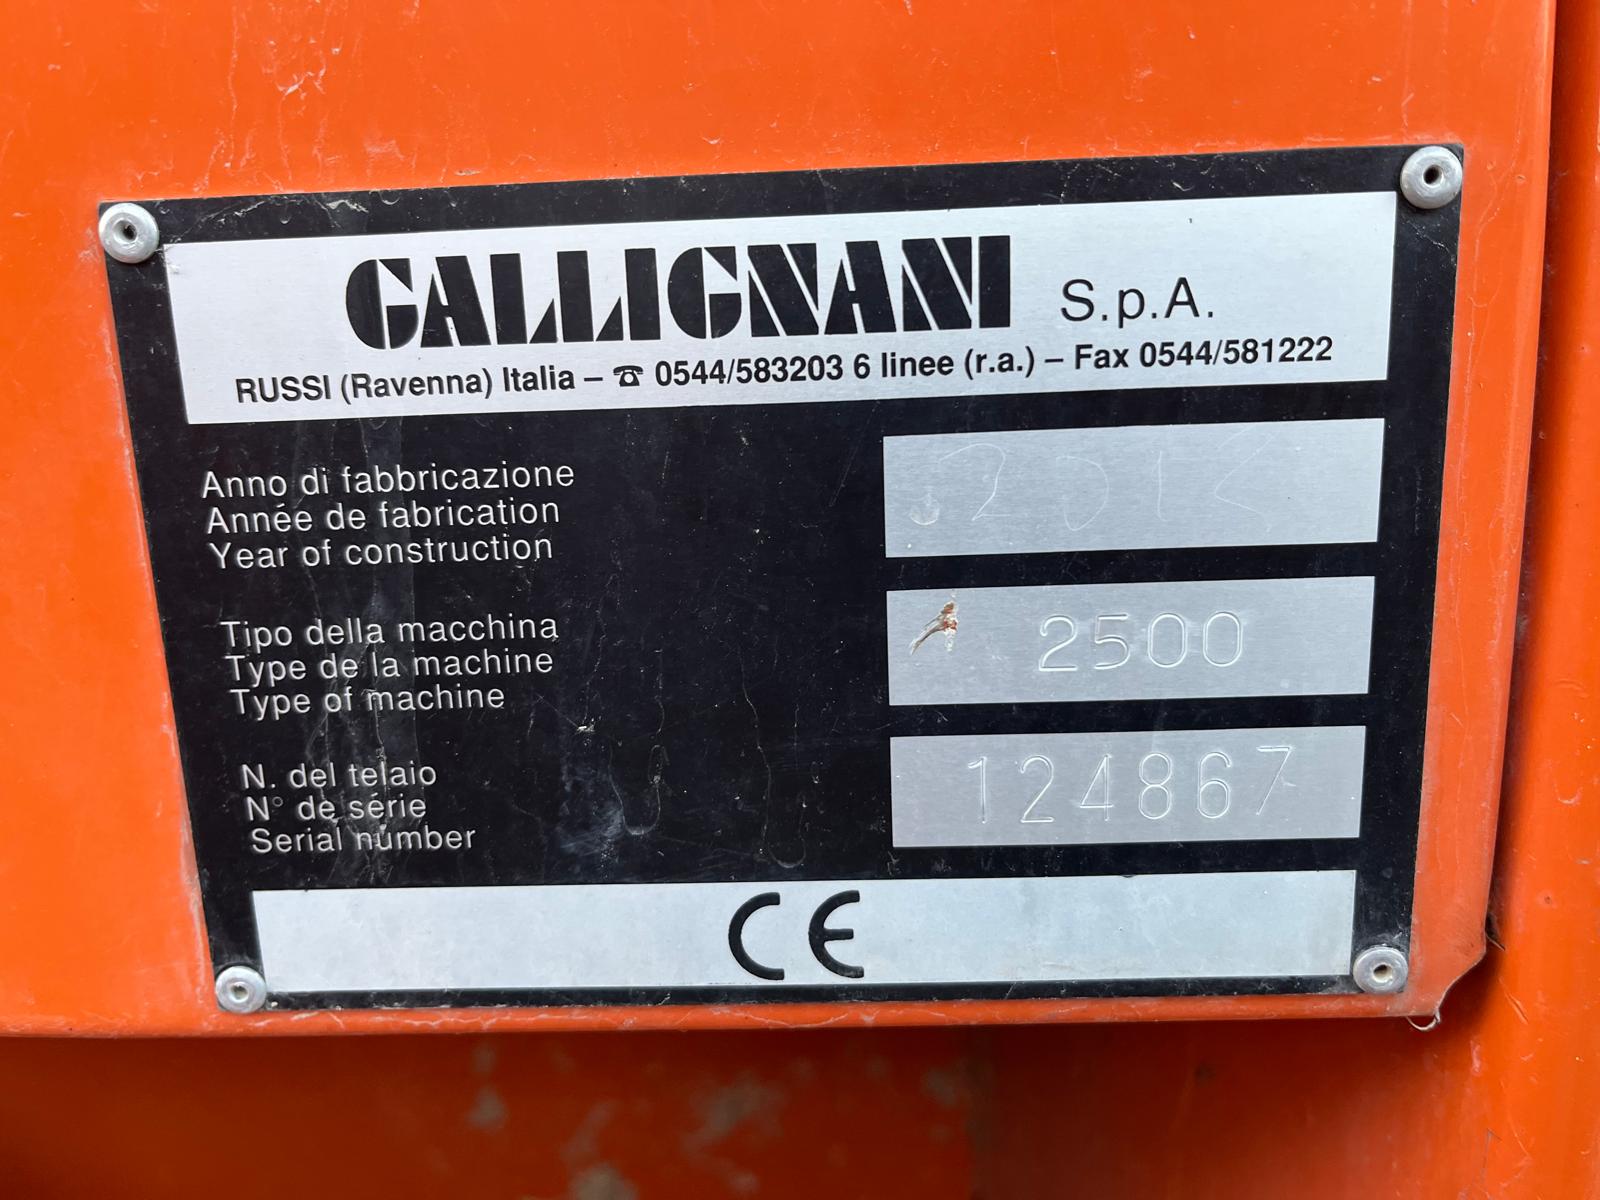 GALLIGNANI S.p.A.
RUSSI (Ravenna) Italia – ☎ 0544/583203 6 linee (r.a.) – Fax 0544/581222
Anno di fabbricazione
Année de fabrication
Year of construction
Tipo della macchina
Type de la machine
Type of machine
2500
N. del telaio
N° de série
Serial number
124867
CE